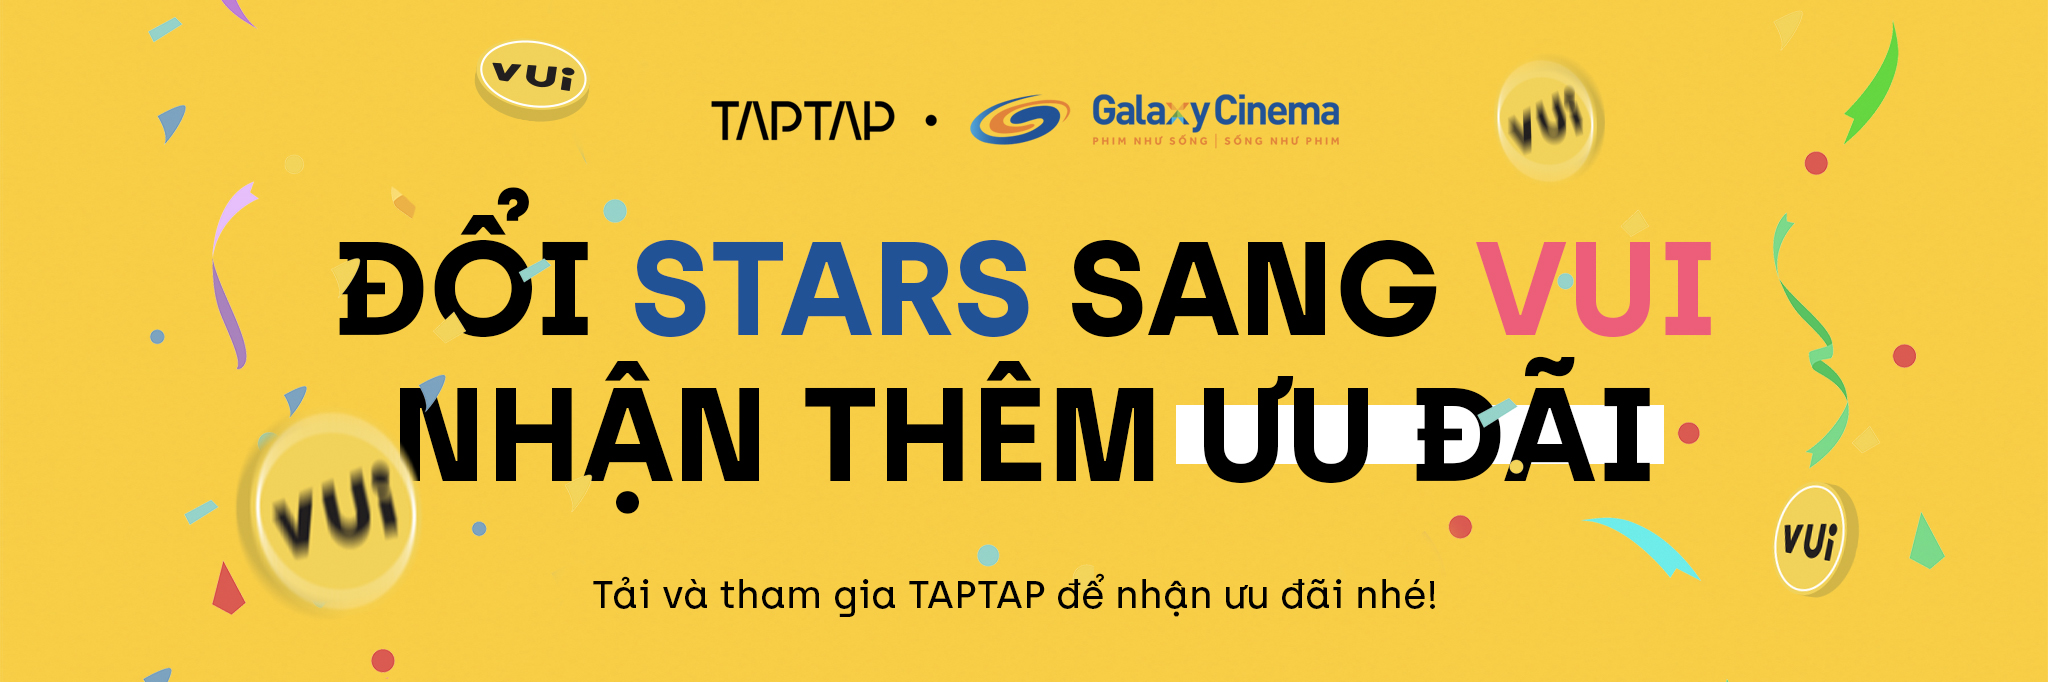 vui
TAPTAP • Galaxy Cinema
PHIM NHƯ SỐNG | SỐNG NHƯ PHIM
vui
ĐỔI STARS SANG VUI
NHẬN THÊM ƯU ĐÃI
vui
vui
Tải và tham gia TAPTAP để nhận ưu đãi nhé!